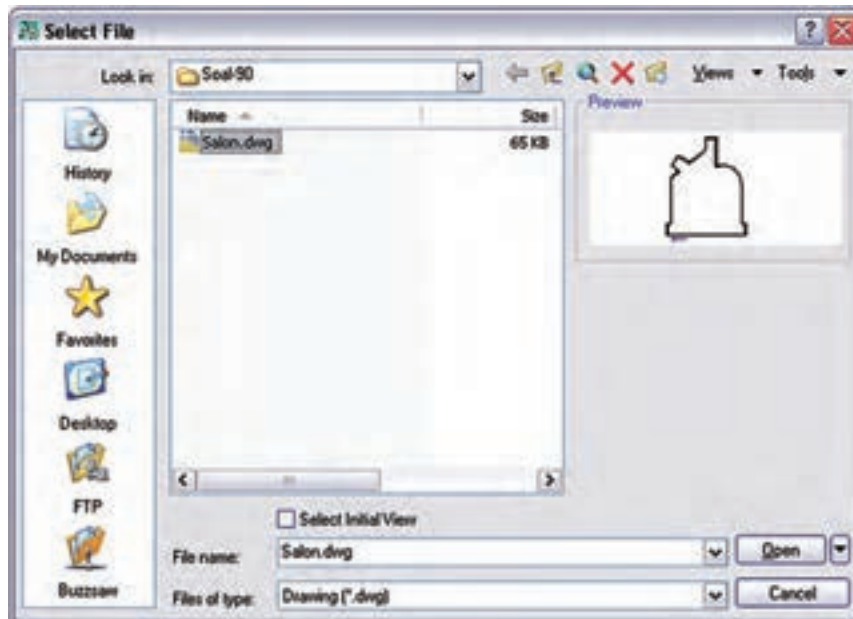 Select File
Look in: Soal-90 Views Tools
Name Size Preview
Salon.dwg 65 KB
History
My Documents
Favorites
Desktop
FTP
Buzzsaw
Select Initial View
File name: Salon.dwg Open
Files of type: Drawing (*.dwg) Cancel